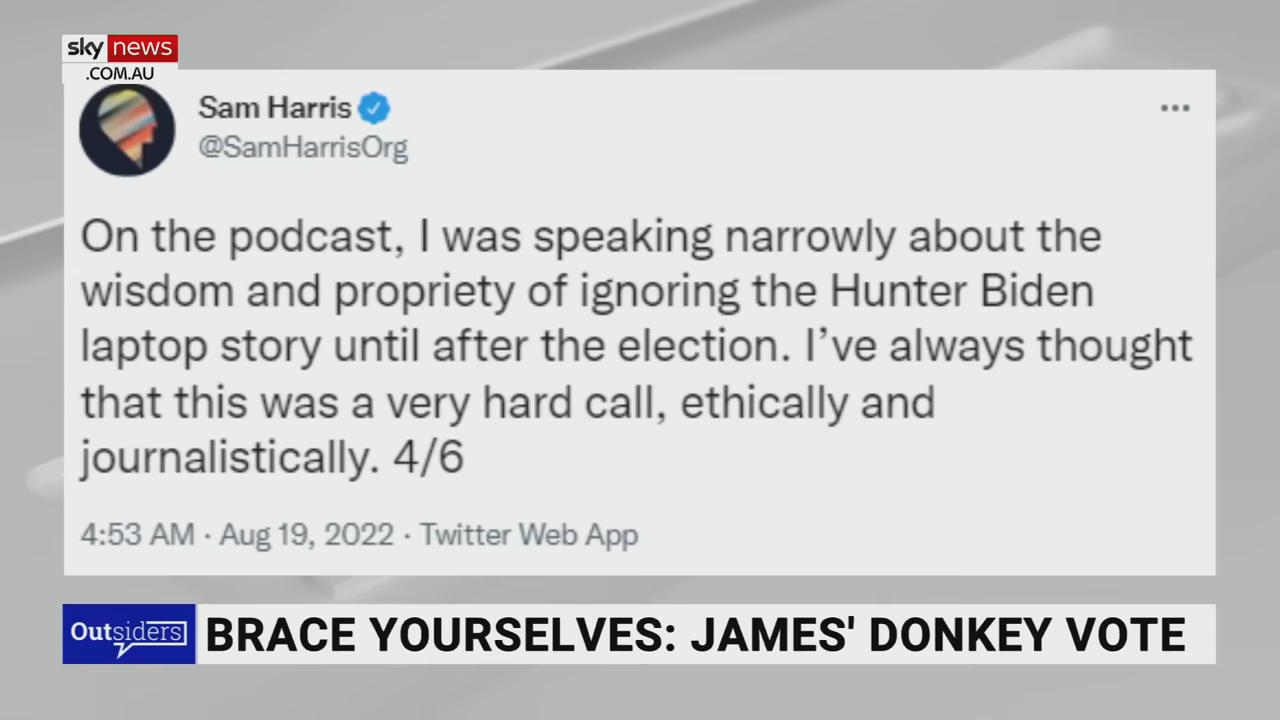 sky news
.COM.AU
Sam Harris
@SamHarrisOrg
On the podcast, I was speaking narrowly about the
wisdom and propriety of ignoring the Hunter Biden
laptop story until after the election. I’ve always thought
that this was a very hard call, ethically and
journalistically. 4/6
4:53 AM · Aug 19, 2022 · Twitter Web App
Outsiders
BRACE YOURSELVES: JAMES' DONKEY VOTE